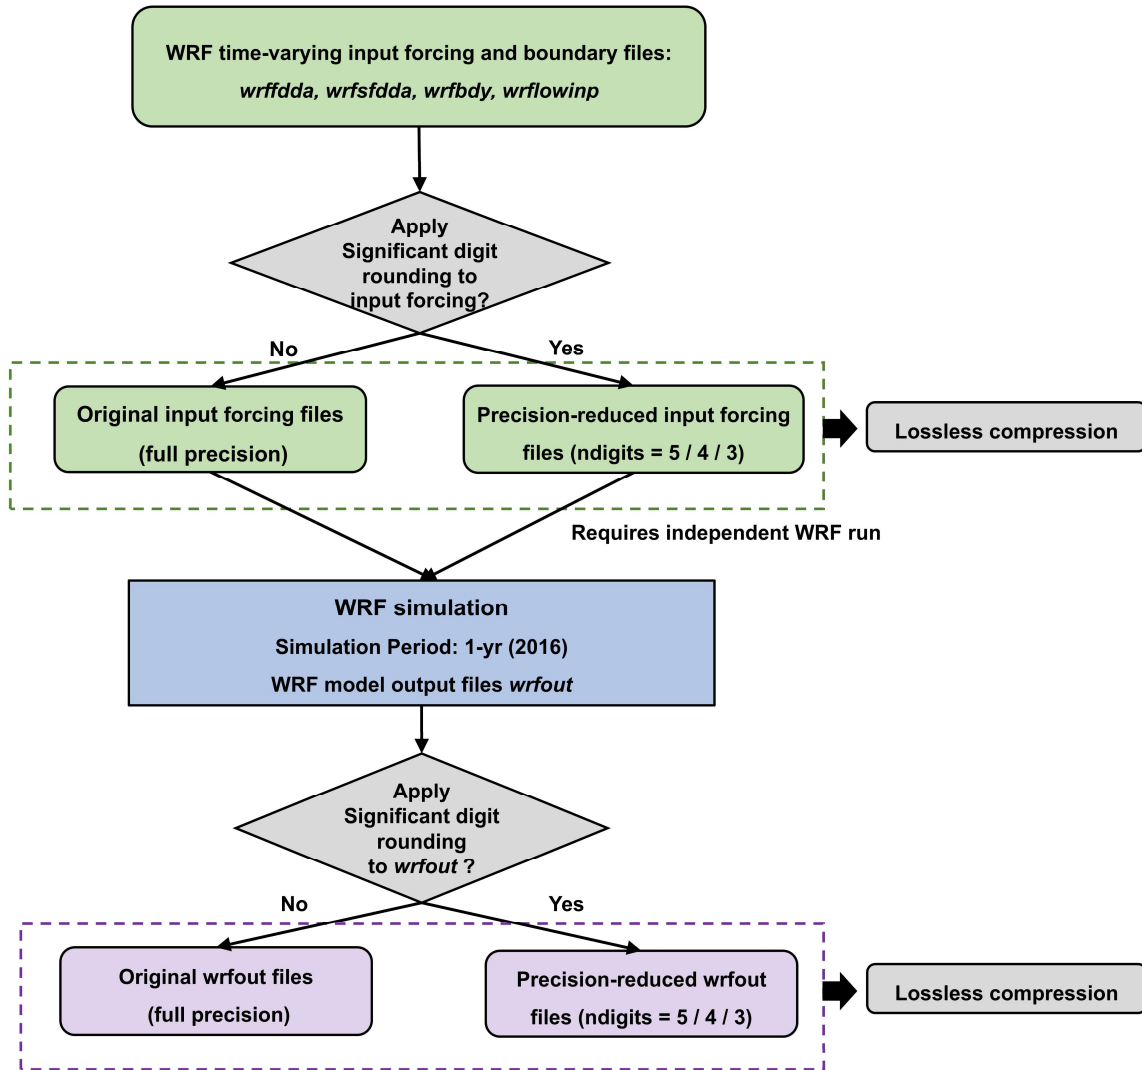 WRF time-varying input forcing and boundary files:
wrffdda, wrfsfdda, wrfbdy, wrflowinp
Apply
Significant digit
rounding to
input forcing?
No
Yes
Original input forcing files
(full precision)
Precision-reduced input forcing
files (ndigits = 5 / 4 / 3)
Lossless compression
Requires independent WRF run
WRF simulation
Simulation Period: 1-yr (2016)
WRF model output files wrfout
Apply
Significant digit
rounding
to wrfout ?
No
Yes
Original wrfout files
(full precision)
Precision-reduced wrfout
files (ndigits = 5 / 4 / 3)
Lossless compression